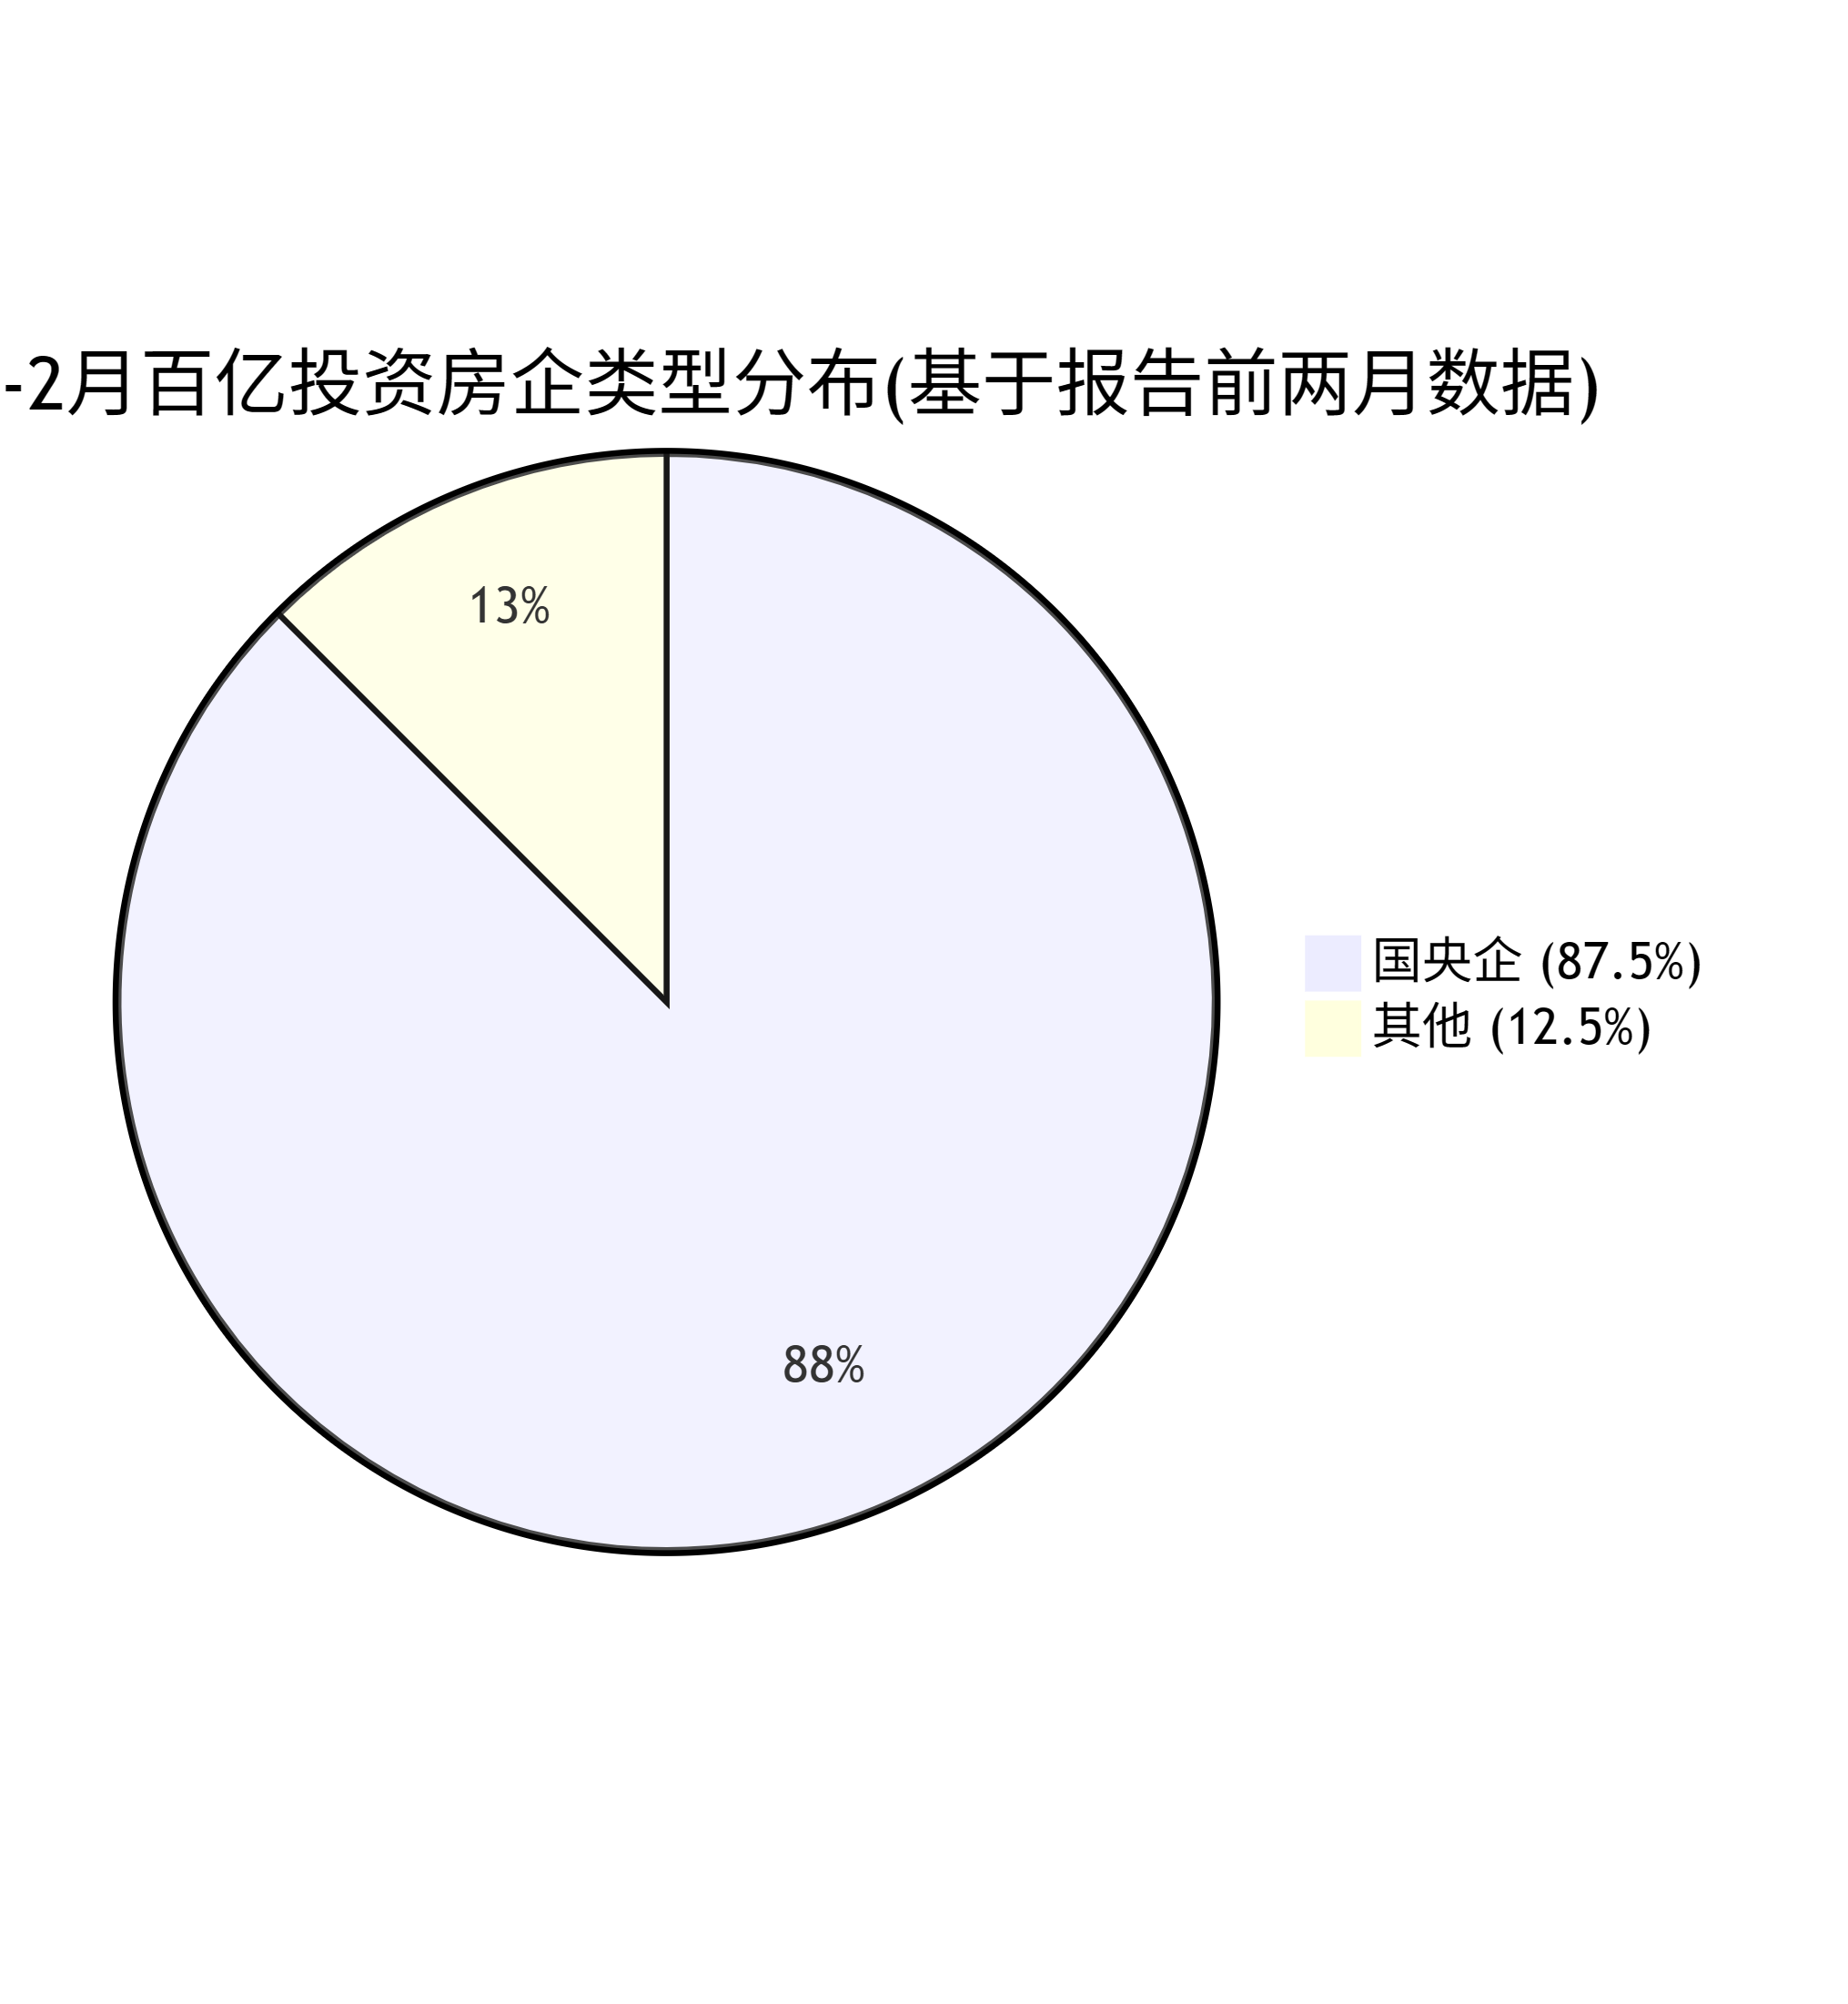 -2月百亿投资房企类型分布(基于报告前两月数据)
13%
88%
国央企 (87.5%)
其他 (12.5%)